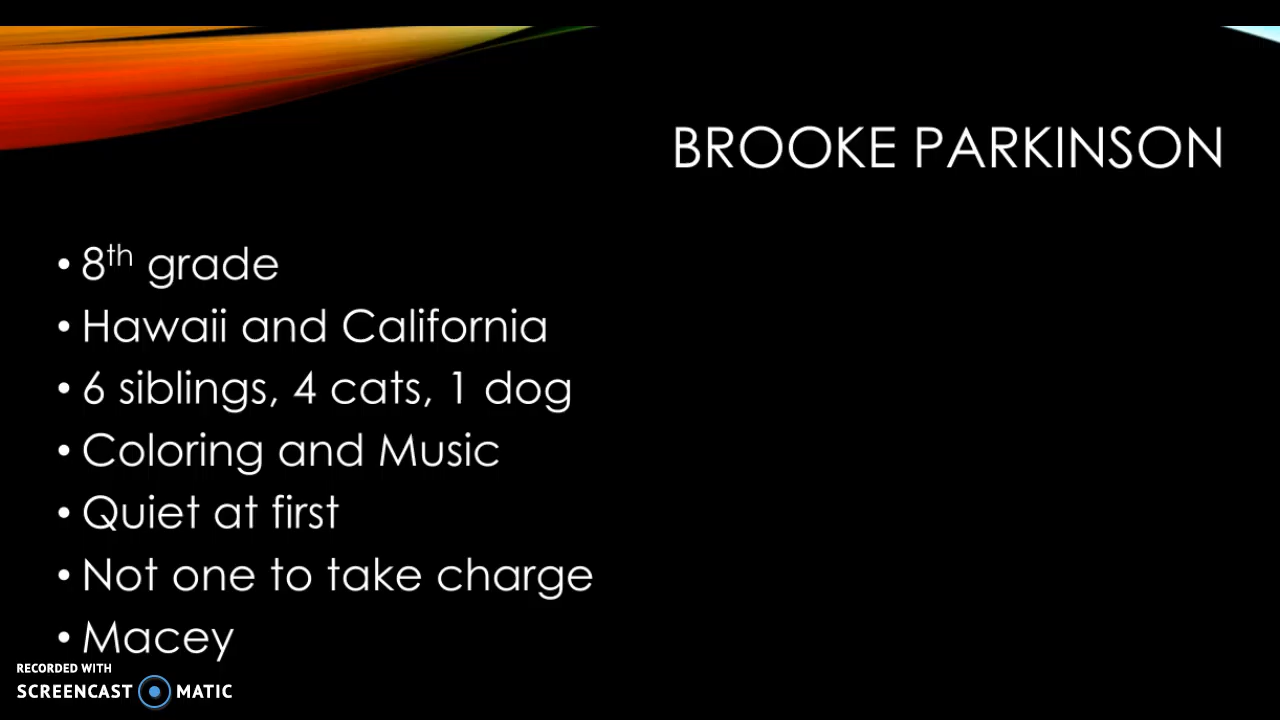 BROOKE PARKINSON
• 8th grade
• Hawaii and California
• 6 siblings, 4 cats, 1 dog
• Coloring and Music
• Quiet at first
• Not one to take charge
• Macey
RECORDED WITH
SCREENCAST MATIC